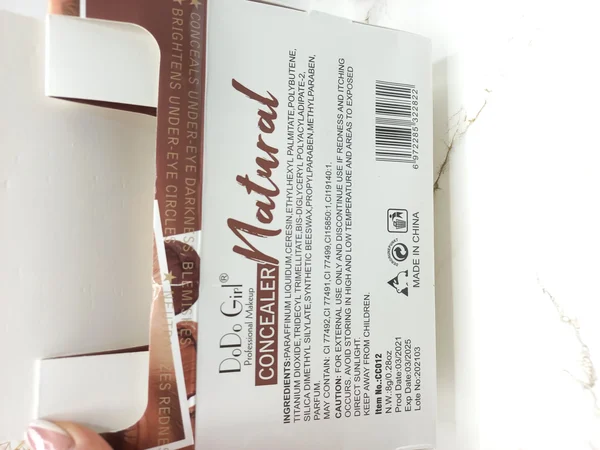 ★CONCEALS UNDER-EYE DARKNESS, BLEMISHES
★BRIGHTENS UNDER-EYE CIRCLES
DoDo Girl®
Professional Makeup
CONCEALER
Natural
INGREDIENTS:PARAFFINUM LIQUIDUM,CERESIN,ETHYLHEXYL PALMITATE,POLYBUTENE,
TITANIUM DIOXIDE,TRIDECYL TRIMELLITATE,BIS-DIGLYCERYL POLYACYLADIPATE-2,
SILICA DIMETHYL SILYLATE,SYNTHETIC BEESWAX,PROPYLPARABEN,METHYLPARABEN,
PARFUM.
MAY CONTAIN: CI 77492,CI 77491,CI 77499,CI15850:1,CI19140:1.
CAUTION: FOR EXTERNAL USE ONLY AND DISCONTINUE USE IF REDNESS AND ITCHING
OCCURS. AVOID STORING IN HIGH AND LOW TEMPERATURE AND AREAS TO EXPOSED
DIRECT SUNLIGHT.
KEEP AWAY FROM CHILDREN.
Item No.:CC012
N.W.:8g/0.28oz
Prod Date:03/2021
Exp Date:03/2025
Lote No:202103
MADE IN CHINA
6 972285 322822